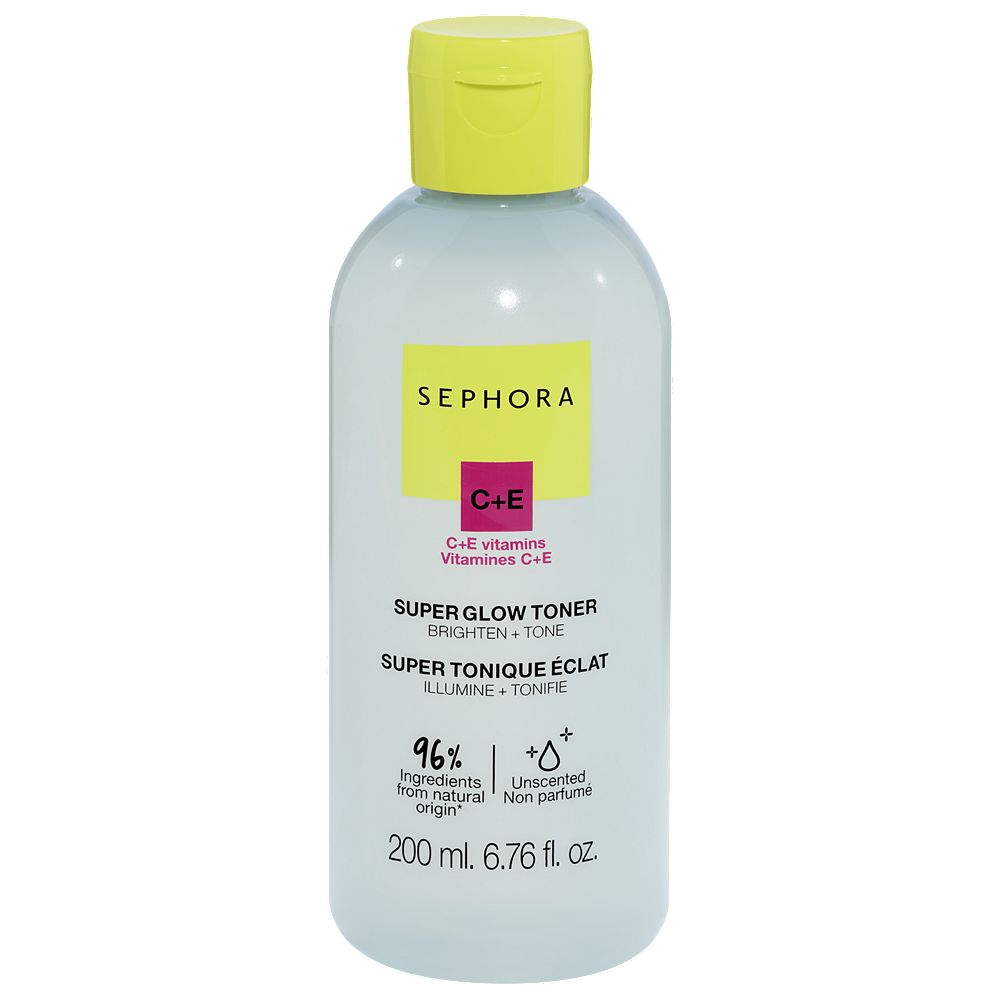 SEPHORA
C+E
C+E vitamins
Vitamines C+E
SUPER GLOW TONER
BRIGHTEN + TONE
SUPER TONIQUE ÉCLAT
ILLUMINE + TONIFIE
96%
Ingredients
from natural
origin*
Unscented
Non parfumé
200 ml. 6.76 fl. oz.